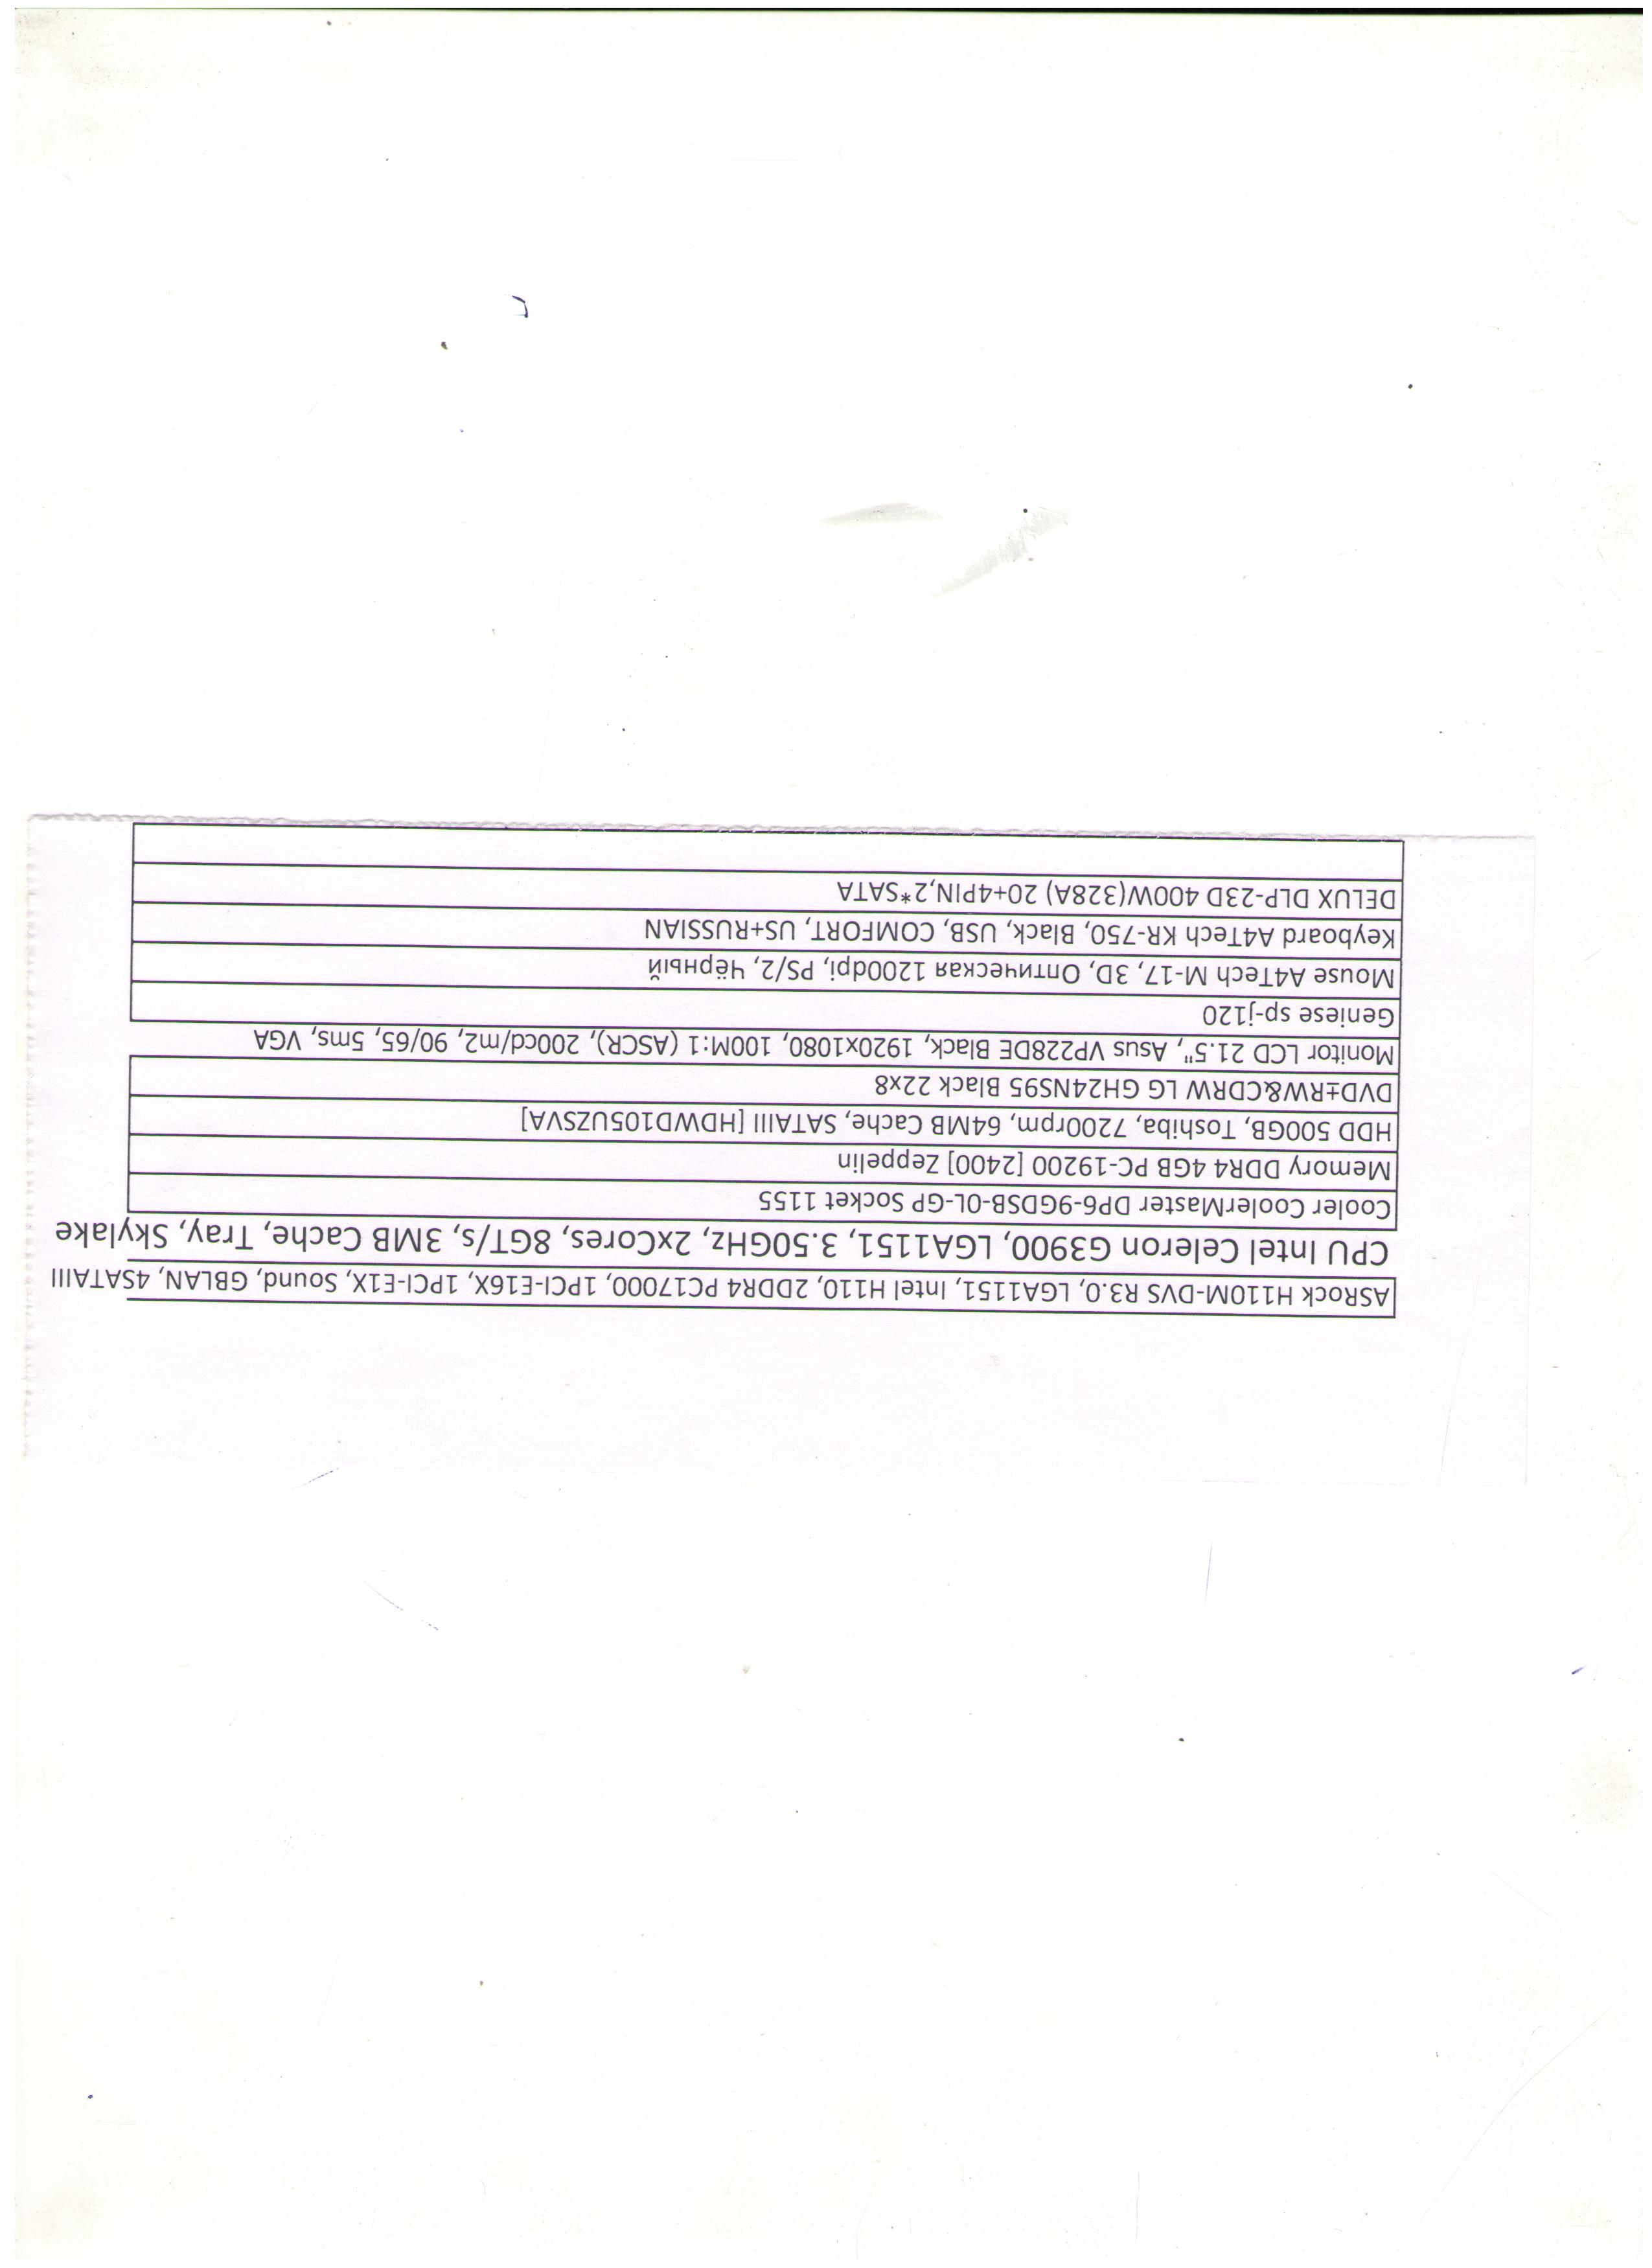 ASRock H110M-DVS R3.0, LGA1151, Intel H110, 2DDR4 PC17000, 1PCI-E16X, 1PCI-E1X, Sound, GBLAN, 4SATAIII
CPU Intel Celeron G3900, LGA1151, 3.50GHz, 2xCores, 8GT/s, 3MB Cache, Tray, Skylake
Cooler CoolerMaster DP6-9GDSB-0L-GP Socket 1155
Memory DDR4 4GB PC-19200 [2400] Zeppelin
HDD 500GB, Toshiba, 7200rpm, 64MB Cache, SATAIII [HDWD105UZSVA]
DVD±RW&CDRW LG GH24NS95 Black 22x8
Monitor LCD 21.5", Asus VP228DE Black, 1920x1080, 100M:1 (ASCR), 200cd/m2, 90/65, 5ms, VGA
Geniese sp-j120
Mouse A4Tech M-17, 3D, Оптическая 1200dpi, PS/2, Чёрный
Keyboard A4Tech KR-750, Black, USB, COMFORT, US+RUSSIAN
DELUX DLP-23D 400W(328A) 20+4PIN,2*SATA